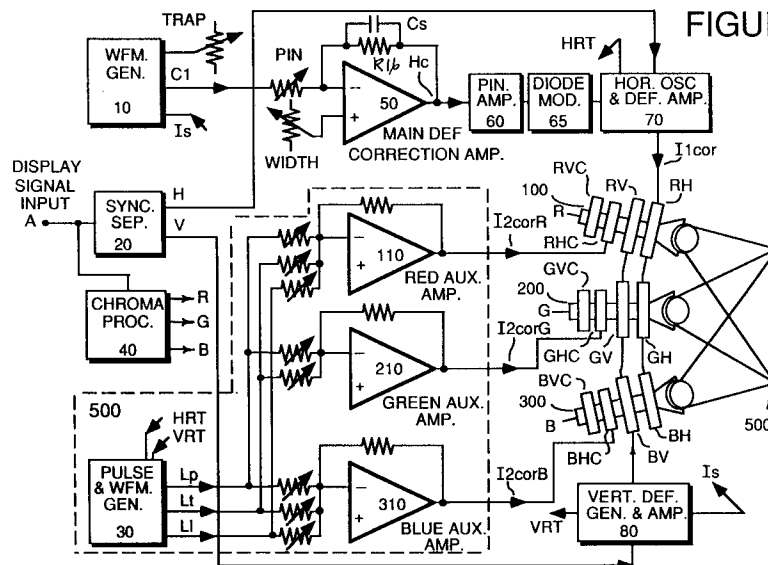 FIGU
TRAP
WFM.
GEN.
10
C1
Is
PIN
WIDTH
Cs
R16
Hc
50
MAIN DEF
CORRECTION AMP.
PIN.
AMP.
60
DIODE
MOD.
65
HRT
HOR. OSC
& DEF. AMP.
70
I1cor
DISPLAY
SIGNAL
INPUT
A
SYNC.
SEP.
20
H
V
CHROMA
PROC.
40
R
G
B
110
RED AUX.
AMP.
I2corR
210
GREEN AUX.
AMP.
I2corG
310
BLUE AUX.
AMP.
I2corB
500
HRT
VRT
PULSE
& WFM.
GEN.
30
Lp
Lt
Ll
RVC
100
R
RHC
RV
RH
GVC
200
G
GHC
GV
GH
BVC
300
B
BHC
BV
BH
500
VRT
VERT. DEF.
GEN. & AMP.
80
Is